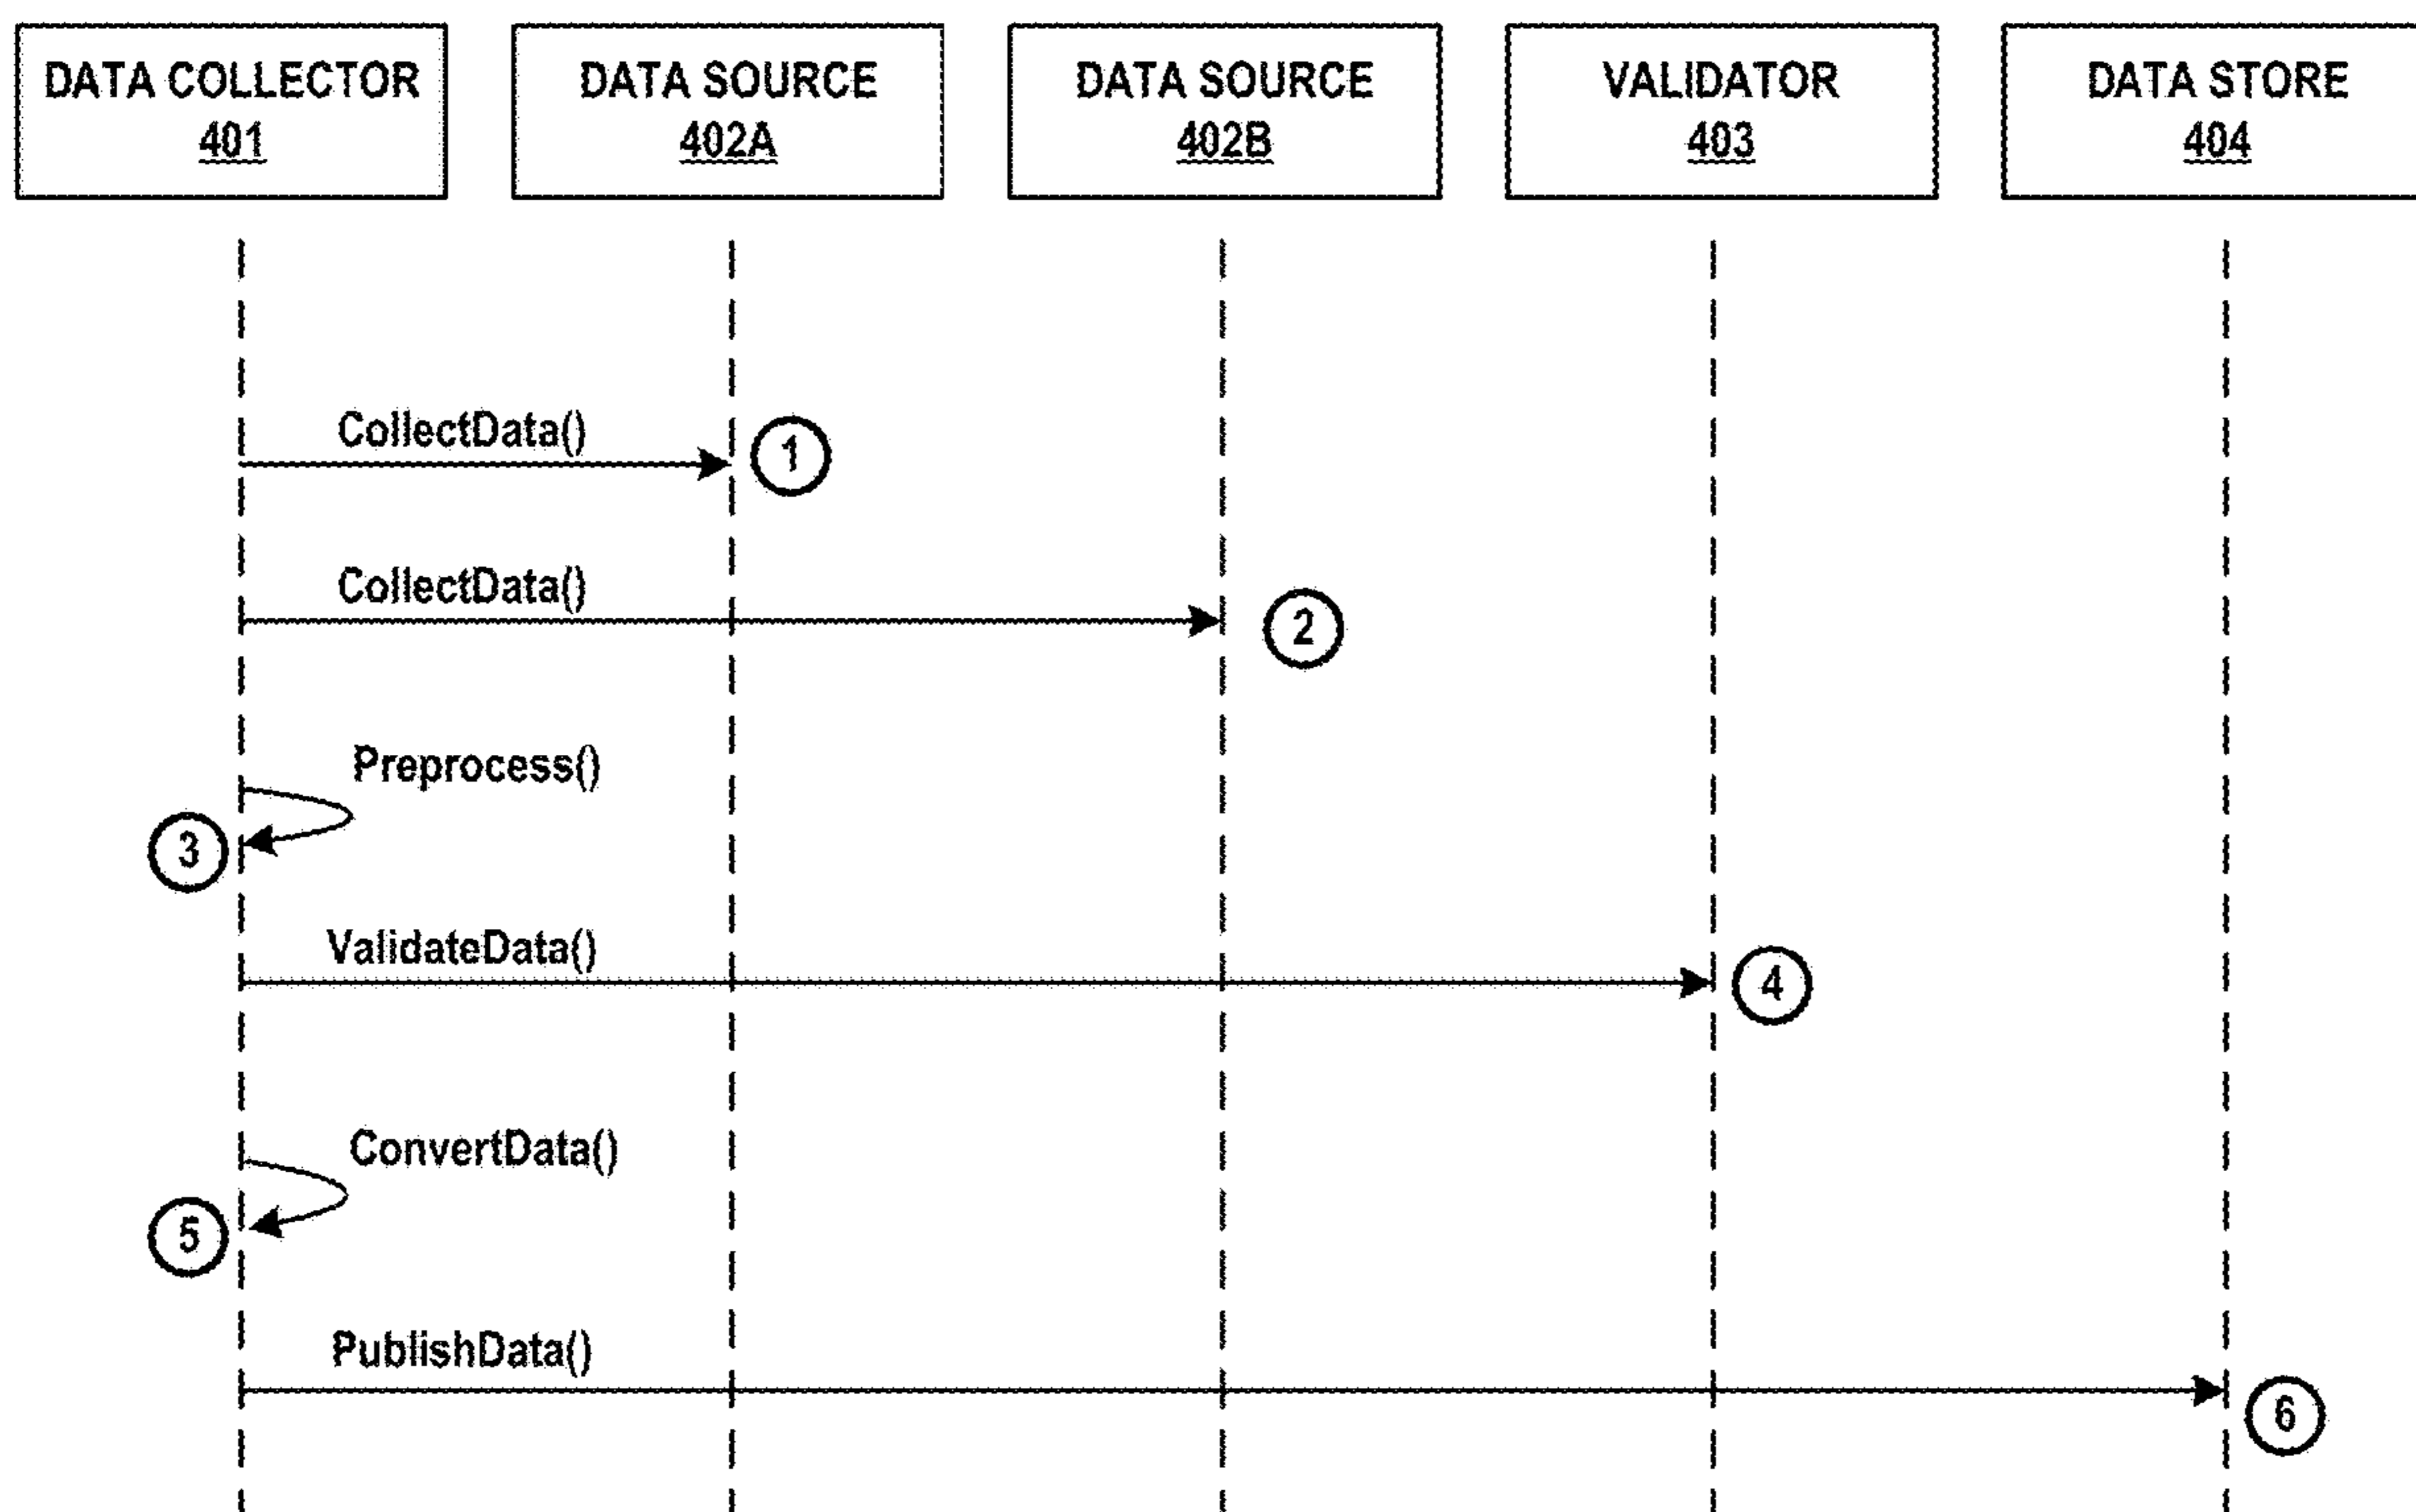 DATA COLLECTOR
401
DATA SOURCE
402A
DATA SOURCE
402B
VALIDATOR
403
DATA STORE
404
CollectData()
1
CollectData()
2
Preprocess()
3
ValidateData()
4
ConvertData()
5
PublishData()
6